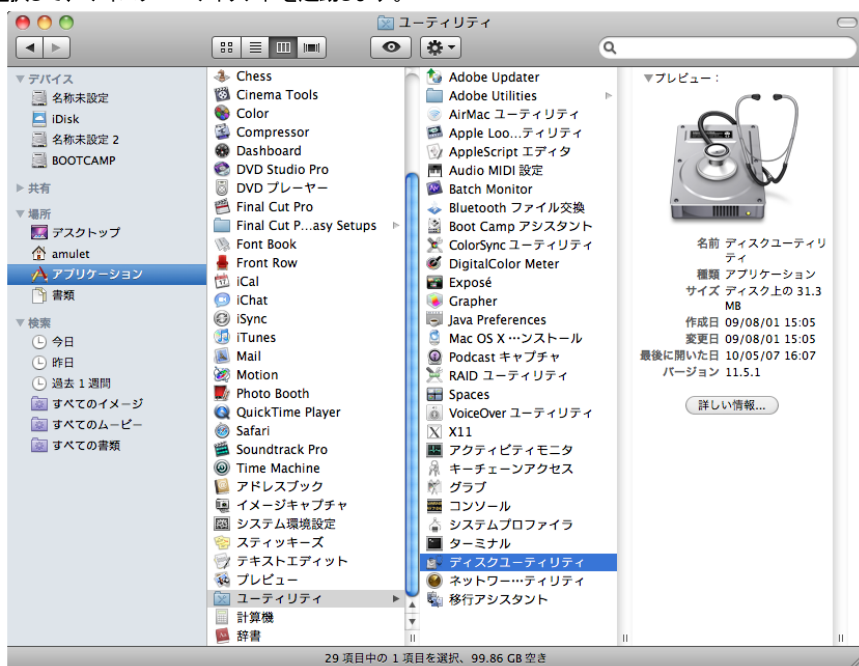 ユーティリティ
▼デバイス
名称未設定
iDisk
名称未設定 2
BOOTCAMP
▶共有
▼場所
デスクトップ
amulet
アプリケーション
書類
▼検索
今日
昨日
過去 1 週間
すべてのイメージ
すべてのムービー
すべての書類
Chess
Cinema Tools
Color
Compressor
Dashboard
DVD Studio Pro
DVD プレーヤー
Final Cut Pro
Final Cut P...asy Setups
Font Book
Front Row
iCal
iChat
iSync
iTunes
Mail
Motion
Photo Booth
QuickTime Player
Safari
Soundtrack Pro
Time Machine
アドレスブック
イメージキャプチャ
システム環境設定
スティッキーズ
テキストエディット
プレビュー
ユーティリティ
計算機
辞書
Adobe Updater
Adobe Utilities
AirMac ユーティリティ
Apple Loo...ティリティ
AppleScript エディタ
Audio MIDI 設定
Batch Monitor
Bluetooth ファイル交換
Boot Camp アシスタント
ColorSync ユーティリティ
DigitalColor Meter
Exposé
Grapher
Java Preferences
Mac OS X …ンストール
Podcast キャプチャ
RAID ユーティリティ
Spaces
VoiceOver ユーティリティ
X11
アクティビティモニタ
キーチェーンアクセス
グラブ
コンソール
システムプロファイラ
ターミナル
ディスクユーティリティ
ネットワー…ティリティ
移行アシスタント
▼プレビュー：
名前 ディスクユーティリ
ティ
種類 アプリケーション
サイズ ディスク上の 31.3
MB
作成日 09/08/01 15:05
変更日 09/08/01 15:05
最後に開いた日 10/05/07 16:07
バージョン 11.5.1
詳しい情報...
29 項目中の 1 項目を選択、99.86 GB 空き